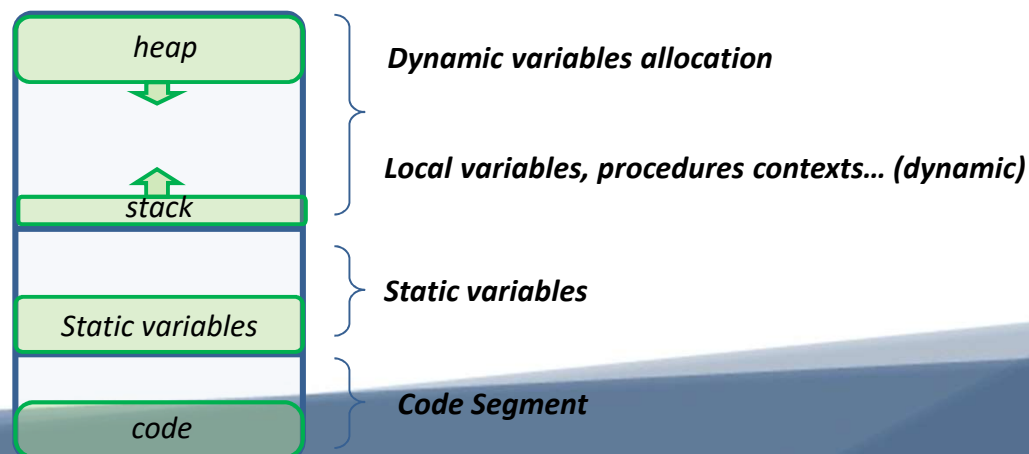 heap
Dynamic variables allocation
Local variables, procedures contexts... (dynamic)
stack
Static variables
Static variables
Code Segment
code